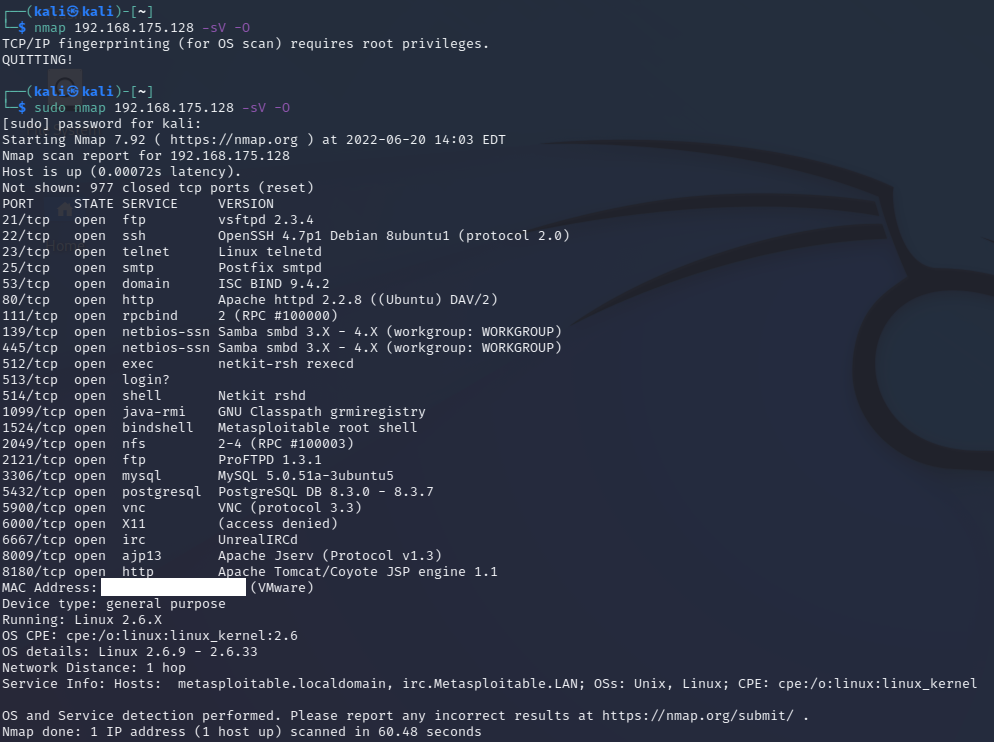 ┌──(kali㉿kali)-[~]
└─$ nmap 192.168.175.128 -sV -O
TCP/IP fingerprinting (for OS scan) requires root privileges.
QUITTING!
┌──(kali㉿kali)-[~]
└─$ sudo nmap 192.168.175.128 -sV -O
[sudo] password for kali:
Starting Nmap 7.92 ( https://nmap.org ) at 2022-06-20 14:03 EDT
Nmap scan report for 192.168.175.128
Host is up (0.00072s latency).
Not shown: 977 closed tcp ports (reset)
PORT     STATE SERVICE     VERSION
21/tcp   open  ftp         vsftpd 2.3.4
22/tcp   open  ssh         OpenSSH 4.7p1 Debian 8ubuntu1 (protocol 2.0)
23/tcp   open  telnet      Linux telnetd
25/tcp   open  smtp        Postfix smtpd
53/tcp   open  domain      ISC BIND 9.4.2
80/tcp   open  http        Apache httpd 2.2.8 ((Ubuntu) DAV/2)
111/tcp  open  rpcbind     2 (RPC #100000)
139/tcp  open  netbios-ssn Samba smbd 3.X - 4.X (workgroup: WORKGROUP)
445/tcp  open  netbios-ssn Samba smbd 3.X - 4.X (workgroup: WORKGROUP)
512/tcp  open  exec        netkit-rsh rexecd
513/tcp  open  login?
514/tcp  open  shell       Netkit rshd
1099/tcp open  java-rmi    GNU Classpath grmiregistry
1524/tcp open  bindshell   Metasploitable root shell
2049/tcp open  nfs         2-4 (RPC #100003)
2121/tcp open  ftp         ProFTPD 1.3.1
3306/tcp open  mysql       MySQL 5.0.51a-3ubuntu5
5432/tcp open  postgresql  PostgreSQL DB 8.3.0 - 8.3.7
5900/tcp open  vnc         VNC (protocol 3.3)
6000/tcp open  X11         (access denied)
6667/tcp open  irc         UnrealIRCd
8009/tcp open  ajp13       Apache Jserv (Protocol v1.3)
8180/tcp open  http        Apache Tomcat/Coyote JSP engine 1.1
MAC Address: (VMware)
Device type: general purpose
Running: Linux 2.6.X
OS CPE: cpe:/o:linux:linux_kernel:2.6
OS details: Linux 2.6.9 - 2.6.33
Network Distance: 1 hop
Service Info: Hosts:  metasploitable.localdomain, irc.Metasploitable.LAN; OSs: Unix, Linux; CPE: cpe:/o:linux:linux_kernel
OS and Service detection performed. Please report any incorrect results at https://nmap.org/submit/ .
Nmap done: 1 IP address (1 host up) scanned in 60.48 seconds